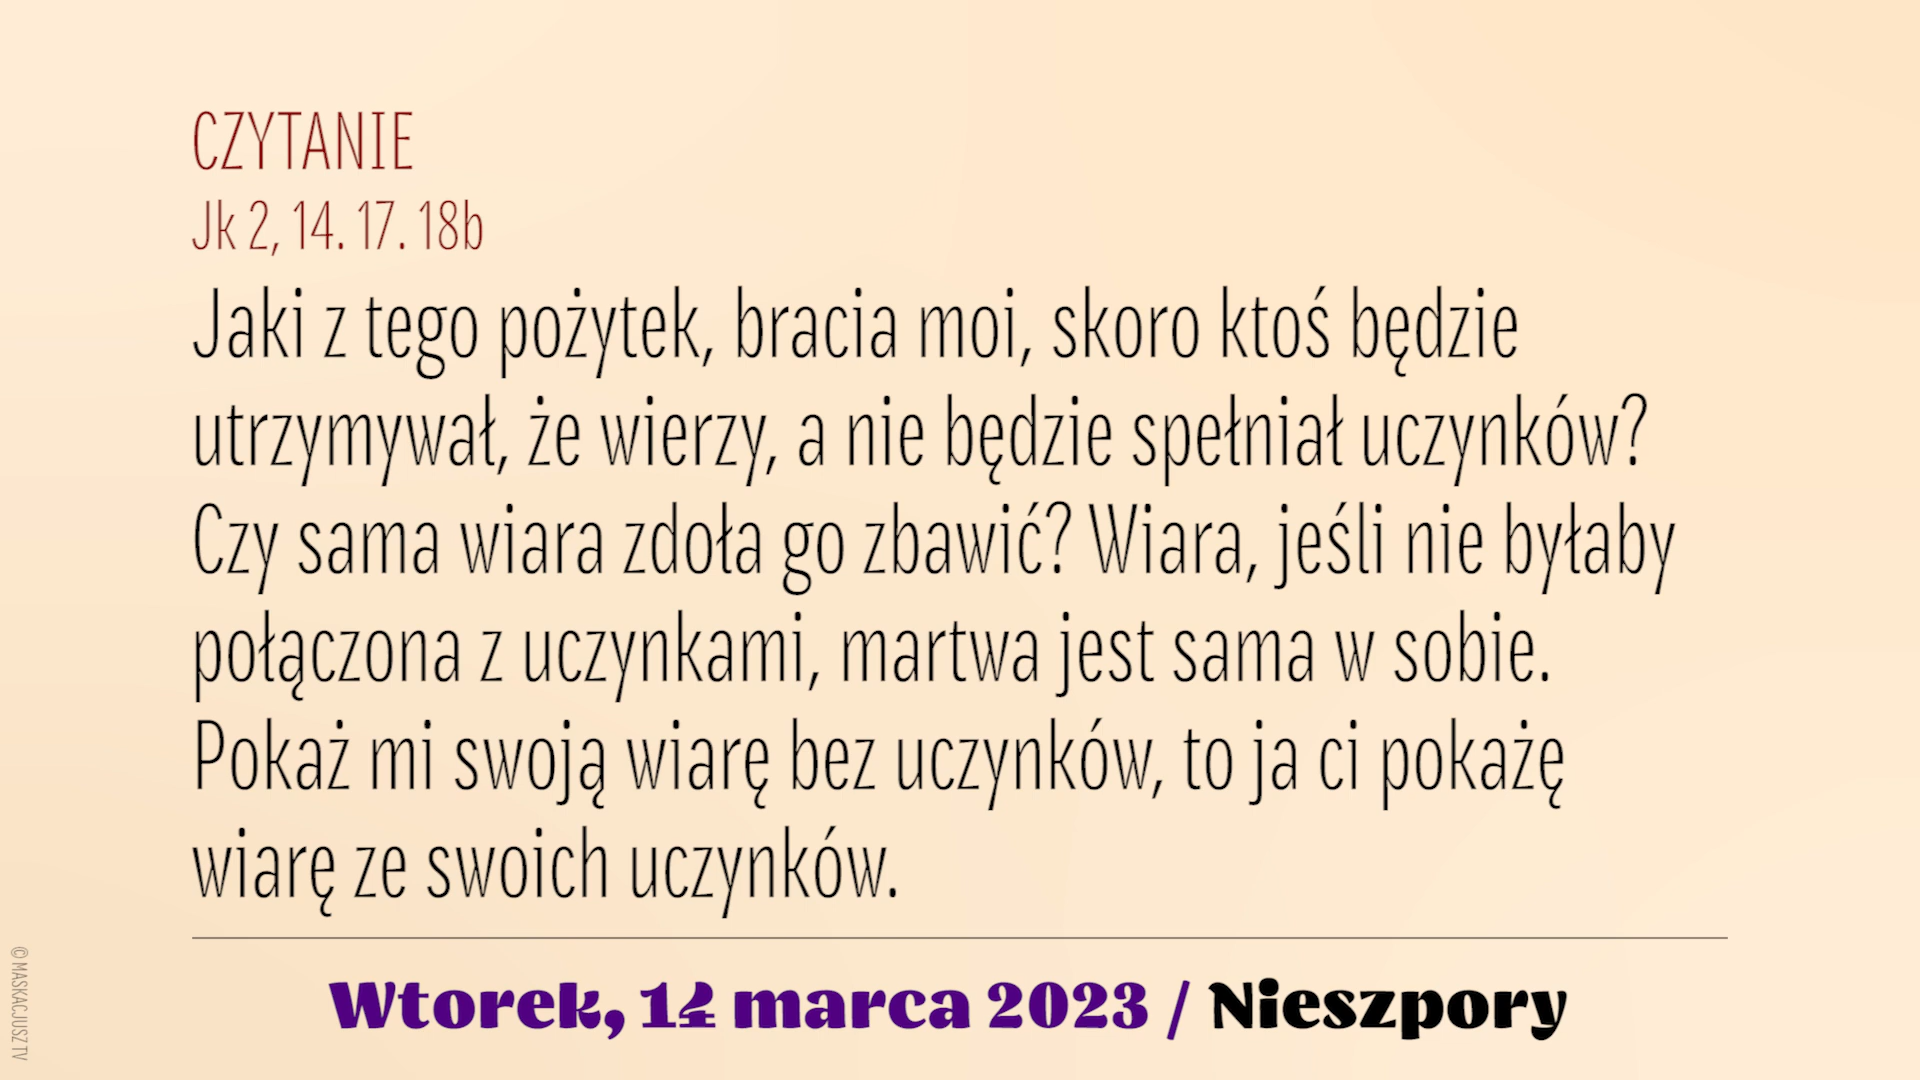 CZYTANIE
Jk 2, 14. 17. 18b
Jaki z tego pożytek, bracia moi, skoro ktoś będzie
utrzymywał, że wierzy, a nie będzie spełniał uczynków?
Czy sama wiara zdoła go zbawić? Wiara, jeśli nie byłaby
połączona z uczynkami, martwa jest sama w sobie.
Pokaż mi swoją wiarę bez uczynków, to ja ci pokażę
wiarę ze swoich uczynków.
Wtorek, 14 marca 2023 / Nieszpory
© MASKACJUSZ TV